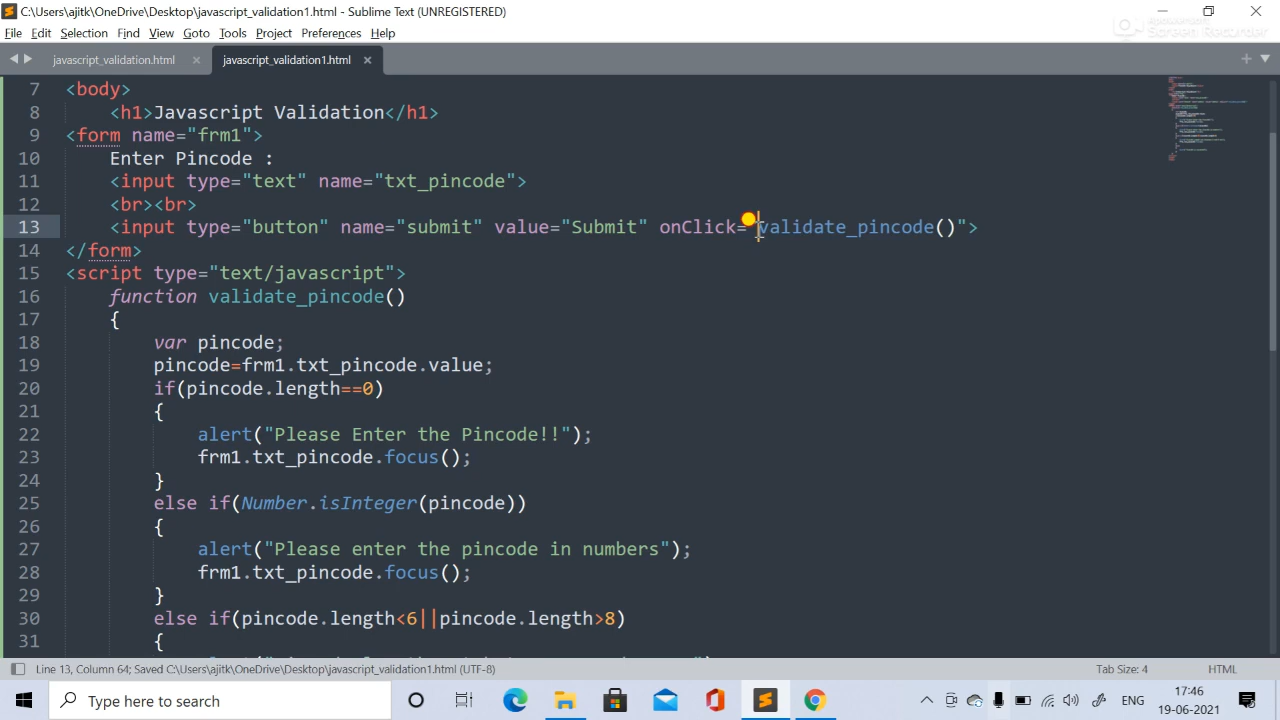 C:\Users\ajitk\OneDrive\Desktop\javascript_validation1.html - Sublime Text (UNREGISTERED)
File Edit Selection Find View Goto Tools Project Preferences Help
Apowersoft
Screen Recorder
javascript_validation.html javascript_validation1.html
7 <body>
8 <h1>Javascript Validation</h1>
9 <form name="frm1">
10 Enter Pincode :
11 <input type="text" name="txt_pincode">
12 <br><br>
13 <input type="button" name="submit" value="Submit" onClick="validate_pincode()">
14 </form>
15 <script type="text/javascript">
16 function validate_pincode()
17 {
18 var pincode;
19 pincode=frm1.txt_pincode.value;
20 if(pincode.length==0)
21 {
22 alert("Please Enter the Pincode!!");
23 frm1.txt_pincode.focus();
24 }
25 else if(Number.isInteger(pincode))
26 {
27 alert("Please enter the pincode in numbers");
28 frm1.txt_pincode.focus();
29 }
30 else if(pincode.length<6||pincode.length>8)
31 {
Line 13, Column 64; Saved C:\Users\ajitk\OneDrive\Desktop\javascript_validation1.html (UTF-8) Tab Size: 4 HTML
Type here to search ENG 17:46
19-06-2021